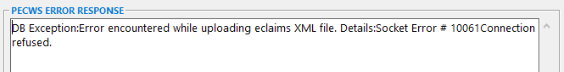 PECWS ERROR RESPONSE
DB Exception:Error encountered while uploading eclaims XML file. Details:Socket Error # 10061Connection
refused.